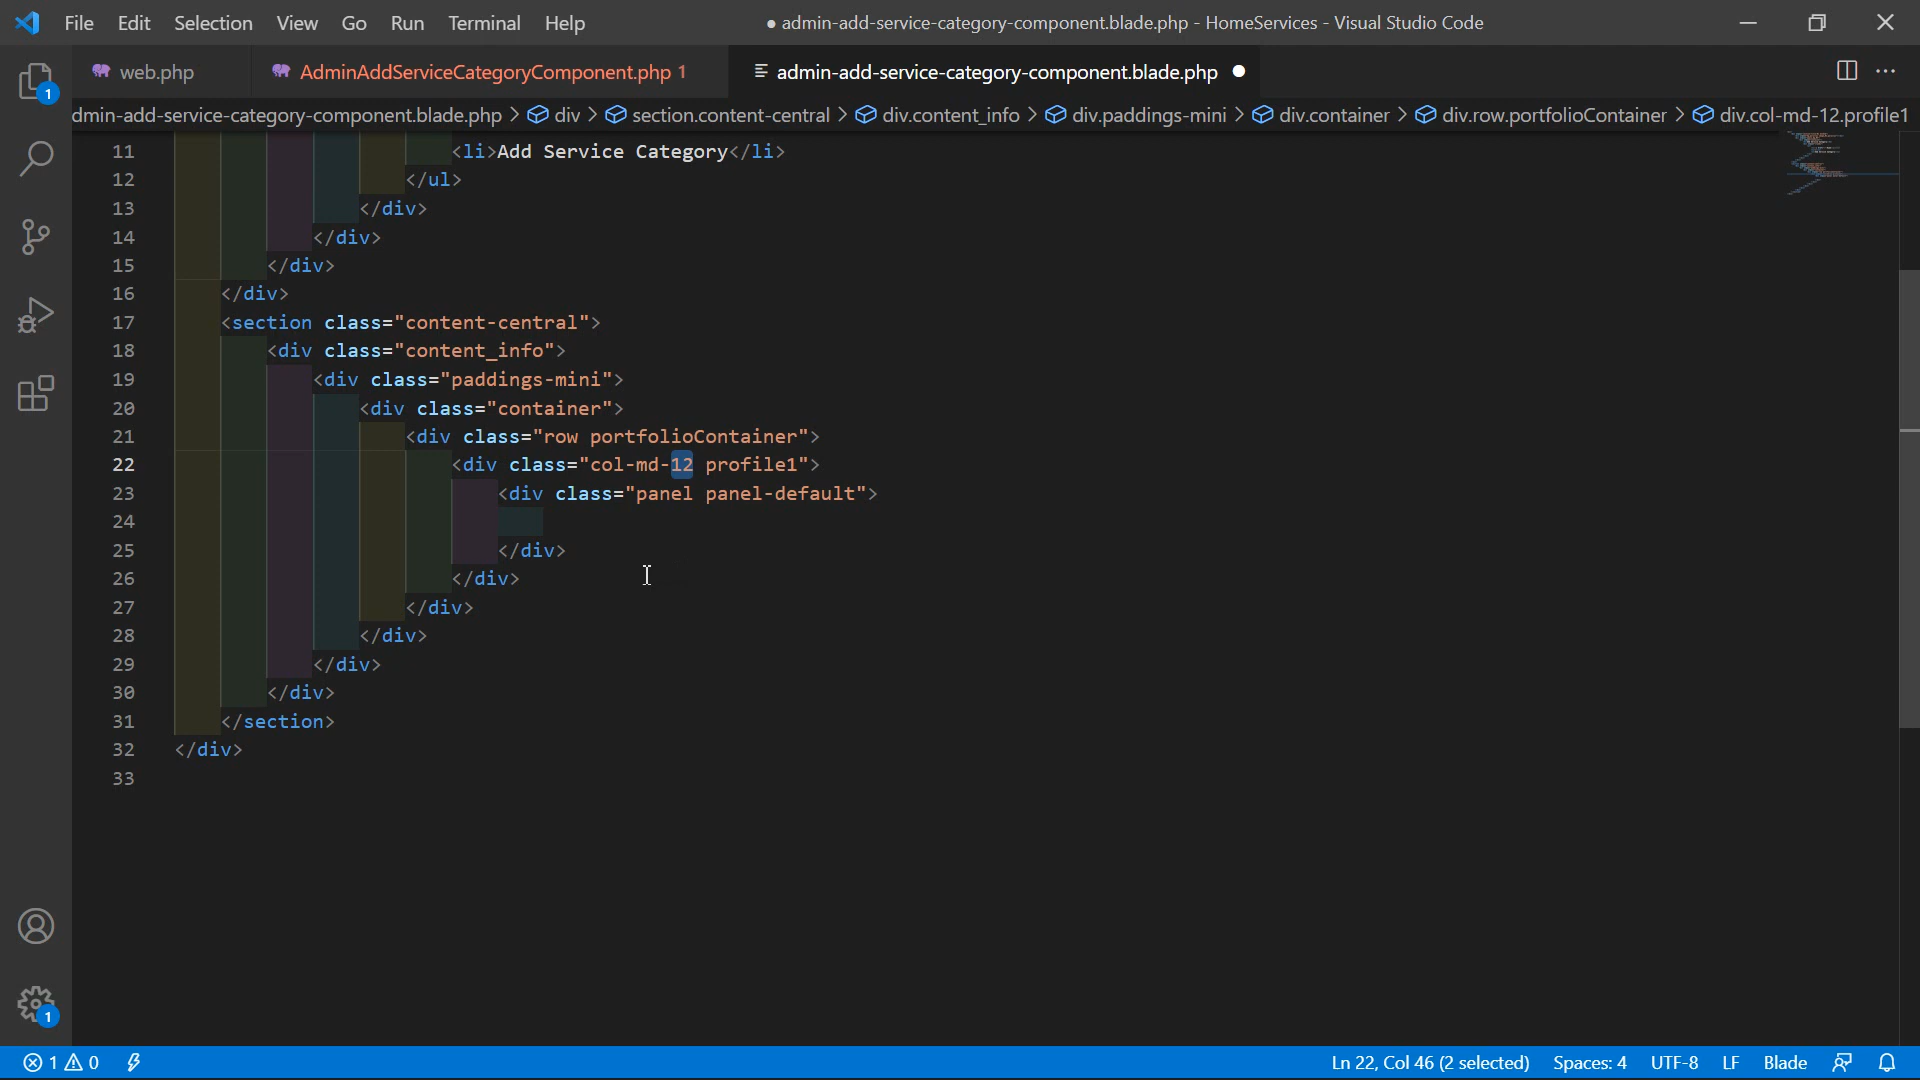 File Edit Selection View Go Run Terminal Help ● admin-add-service-category-component.blade.php - HomeServices - Visual Studio Code
web.php AdminAddServiceCategoryComponent.php 1 admin-add-service-category-component.blade.php ●
dmin-add-service-category-component.blade.php > div > section.content-central > div.content_info > div.paddings-mini > div.container > div.row.portfolioContainer > div.col-md-12.profile1
11 <li>Add Service Category</li>
12 </ul>
13 </div>
14 </div>
15 </div>
16 </div>
17 <section class="content-central">
18 <div class="content_info">
19 <div class="paddings-mini">
20 <div class="container">
21 <div class="row portfolioContainer">
22 <div class="col-md-12 profile1">
23 <div class="panel panel-default">
24
25 </div>
26 </div>
27 </div>
28 </div>
29 </div>
30 </div>
31 </section>
32 </div>
33
1
1
1 0 Ln 22, Col 46 (2 selected) Spaces: 4 UTF-8 LF Blade